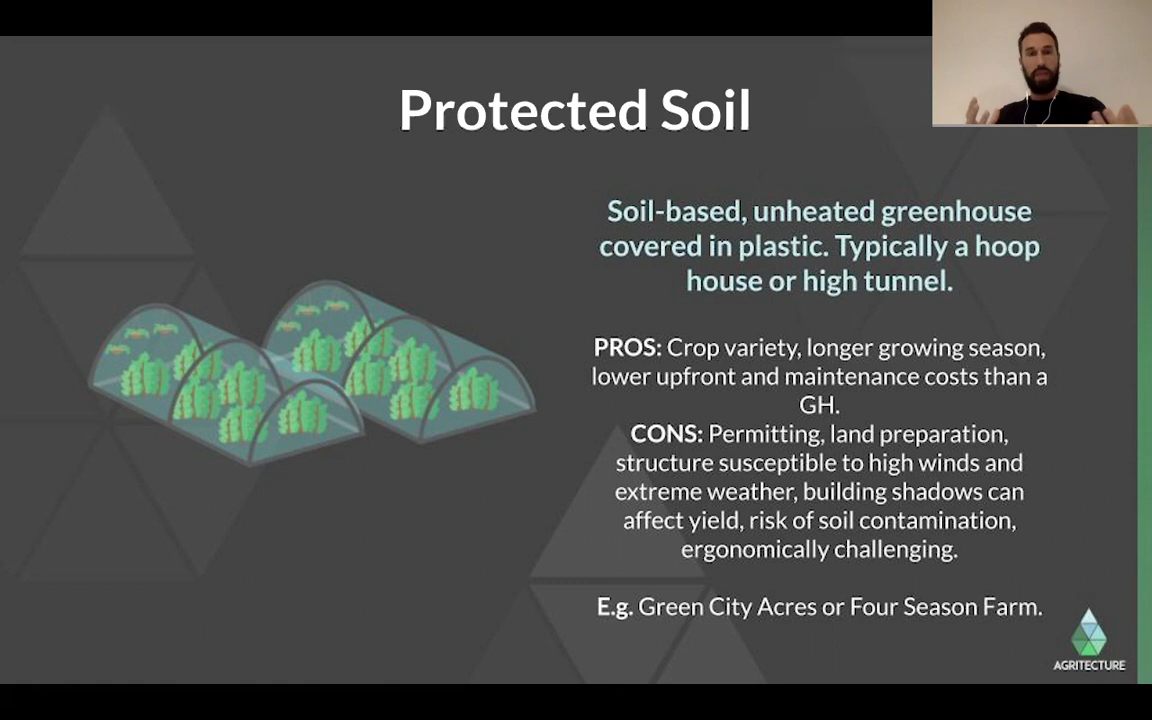 Protected Soil
Soil-based, unheated greenhouse
covered in plastic. Typically a hoop
house or high tunnel.
PROS: Crop variety, longer growing season,
lower upfront and maintenance costs than a
GH.
CONS: Permitting, land preparation,
structure susceptible to high winds and
extreme weather, building shadows can
affect yield, risk of soil contamination,
ergonomically challenging.
E.g. Green City Acres or Four Season Farm.
AGRITECTURE